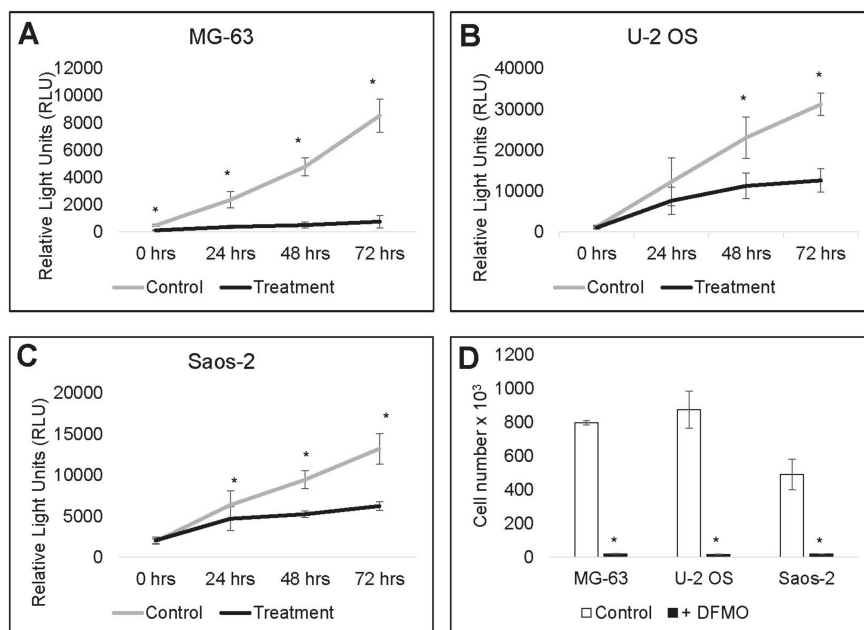 A
MG-63
Relative Light Units (RLU)
12000
10000
8000
6000
4000
2000
0
*
*
*
*
0 hrs 24 hrs 48 hrs 72 hrs
Control Treatment
B
U-2 OS
Relative Light Units (RLU)
40000
30000
20000
10000
0
*
*
0 hrs 24 hrs 48 hrs 72 hrs
Control Treatment
C
Saos-2
Relative Light Units (RLU)
20000
15000
10000
5000
0
*
*
*
0 hrs 24 hrs 48 hrs 72 hrs
Control Treatment
D
Cell number x 10³
1200
1000
800
600
400
200
0
* * *
MG-63 U-2 OS Saos-2
Control + DFMO